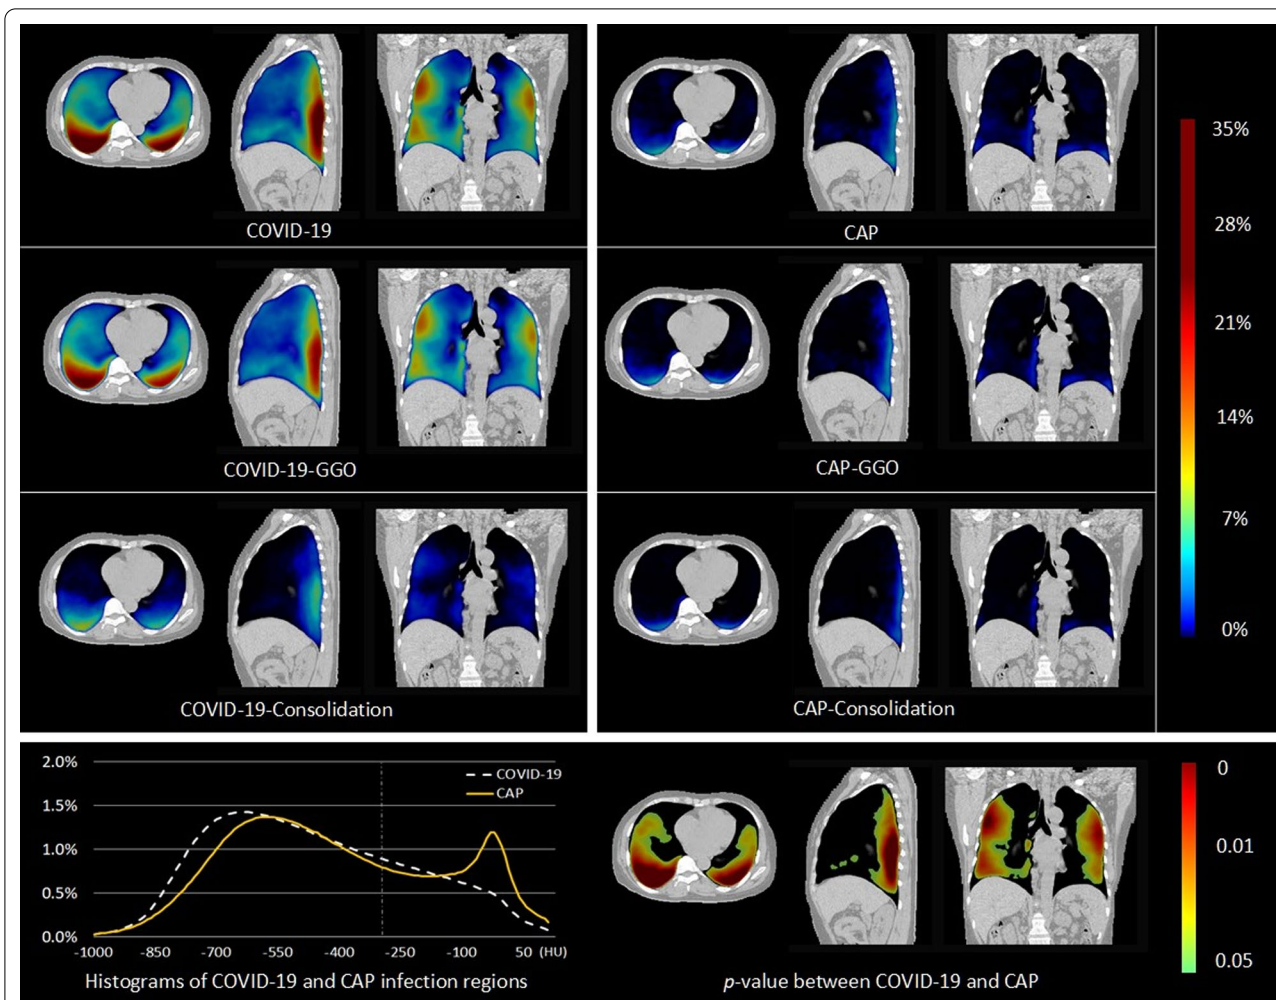 COVID-19
CAP
35%
28%
21%
14%
7%
0%
COVID-19-GGO
CAP-GGO
COVID-19-Consolidation
CAP-Consolidation
2.0%
1.5%
1.0%
0.5%
0.0%
COVID-19
CAP
-1000 -850 -700 -550 -400 -250 -100 50 (HU)
Histograms of COVID-19 and CAP infection regions
0
0.01
0.05
p-value between COVID-19 and CAP